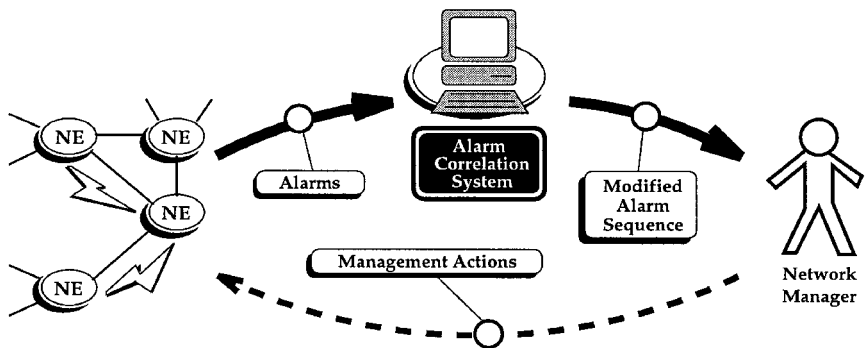 NE
NE
NE
NE
Alarms
Alarm
Correlation
System
Modified
Alarm
Sequence
Management Actions
Network
Manager